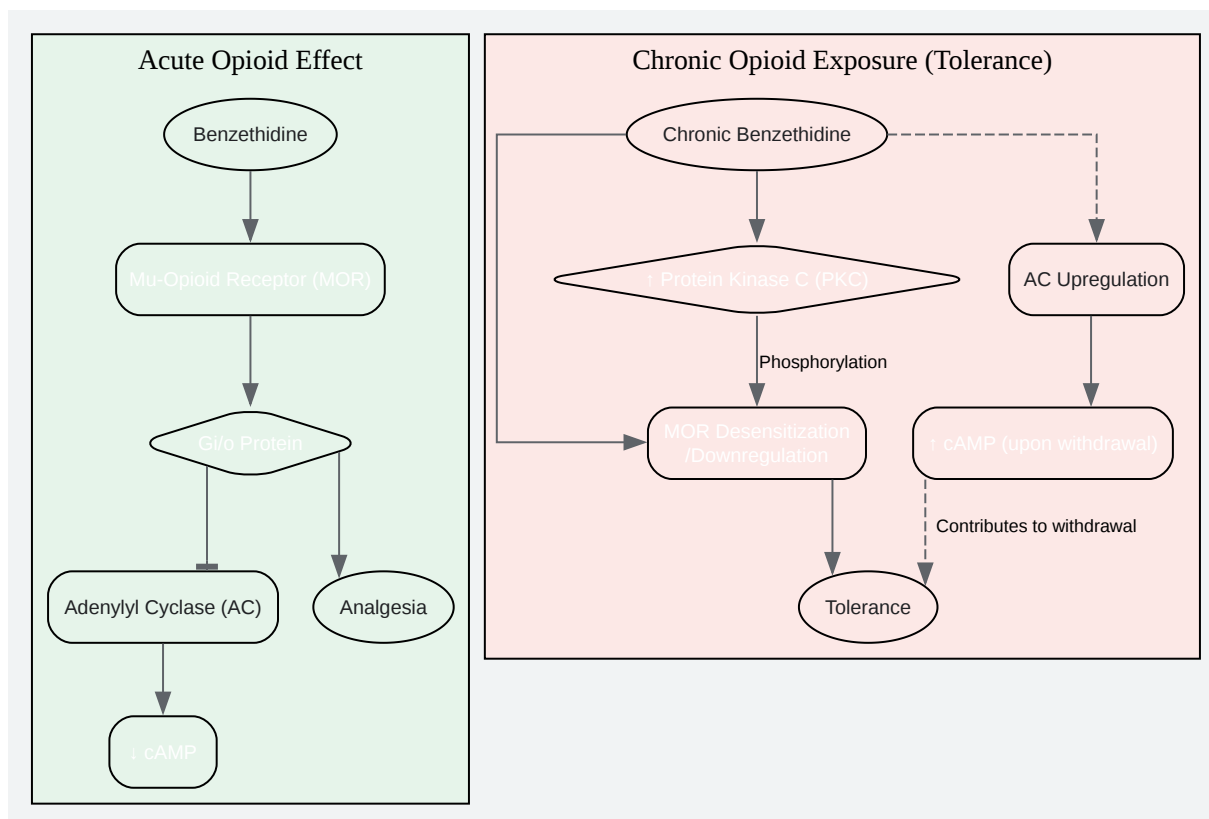 Acute Opioid Effect
Benzethidine
Mu-Opioid Receptor (MOR)
Gi/o Protein
Adenylyl Cyclase (AC)
Analgesia
↓ cAMP
Chronic Opioid Exposure (Tolerance)
Chronic Benzethidine
↑ Protein Kinase C (PKC)
AC Upregulation
Phosphorylation
MOR Desensitization
/Downregulation
↑ cAMP (upon withdrawal)
Contributes to withdrawal
Tolerance